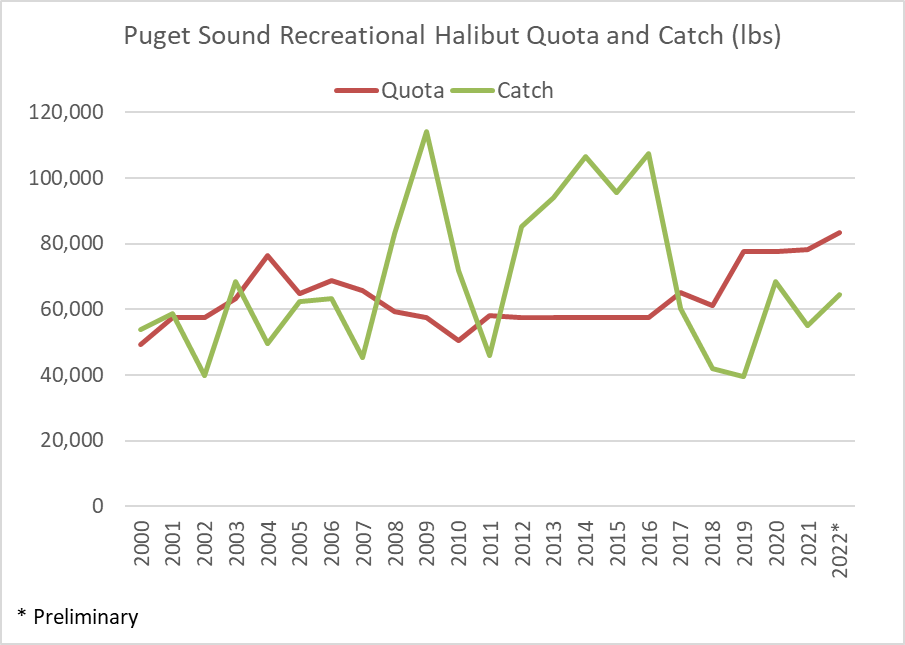 Puget Sound Recreational Halibut Quota and Catch (lbs)
Quota Catch
120,000
100,000
80,000
60,000
40,000
20,000
0
2000 2001 2002 2003 2004 2005 2006 2007 2008 2009 2010 2011 2012 2013 2014 2015 2016 2017 2018 2019 2020 2021 2022*
* Preliminary